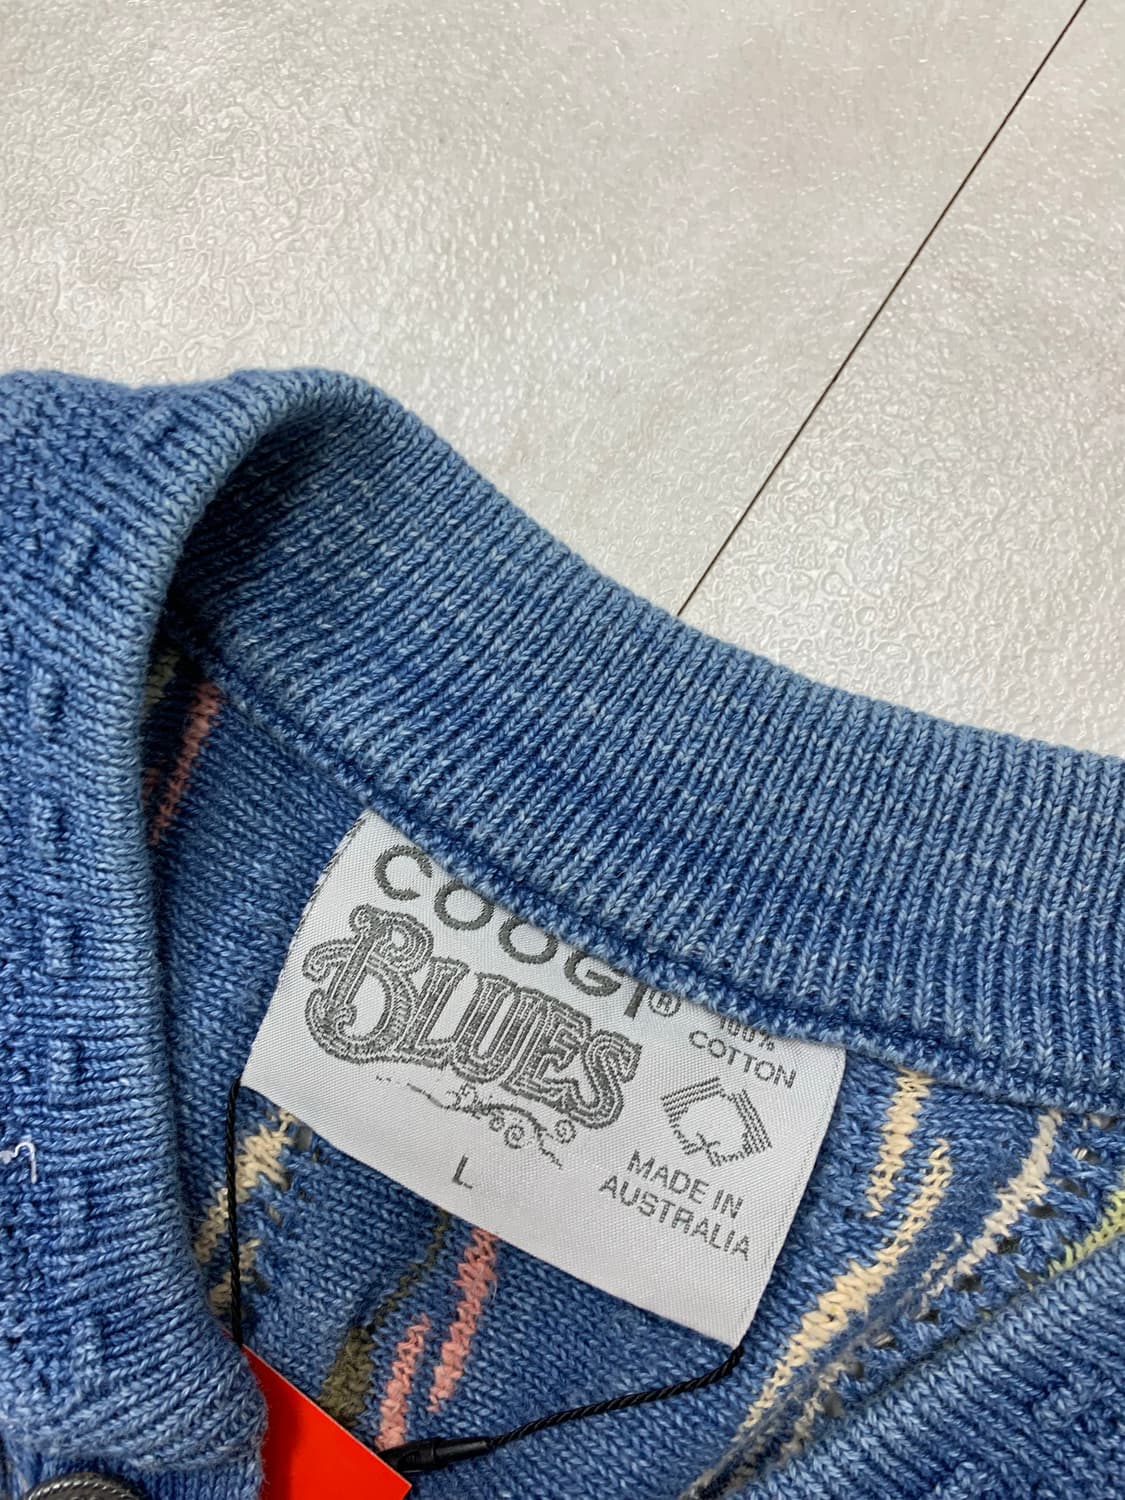 COOGI®
BLUES
L
100%
COTTON
MADE IN
AUSTRALIA